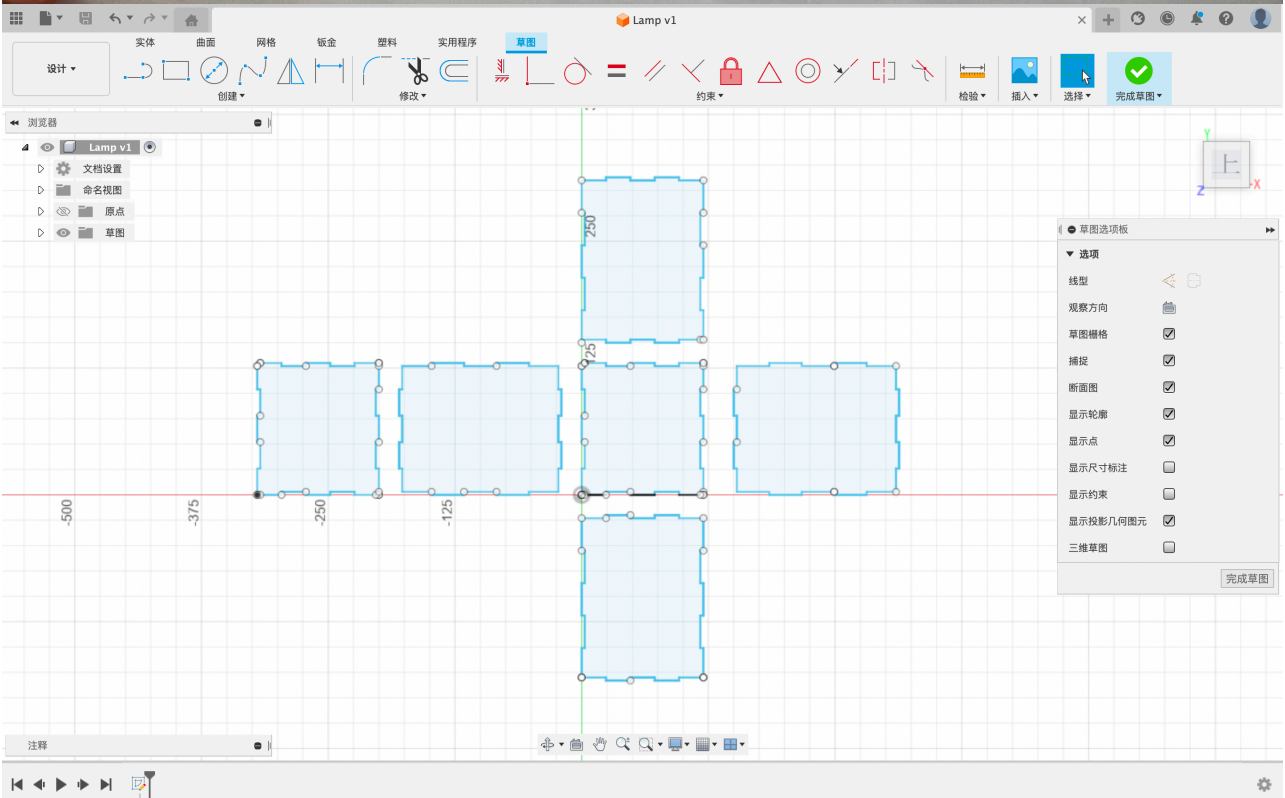 Lamp v1
实体 曲面 网格 钣金 塑料 实用程序 草图
设计
创建 修改 约束 检验 插入 选择 完成草图
浏览器
Lamp v1
文档设置
命名视图
原点
草图
Y
上
Z
X
250
125
-500
-375
-250
-125
草图选项板
选项
线型
观察方向
草图栅格
捕捉
断面图
显示轮廓
显示点
显示尺寸标注
显示约束
显示投影几何图元
三维草图
完成草图
注释